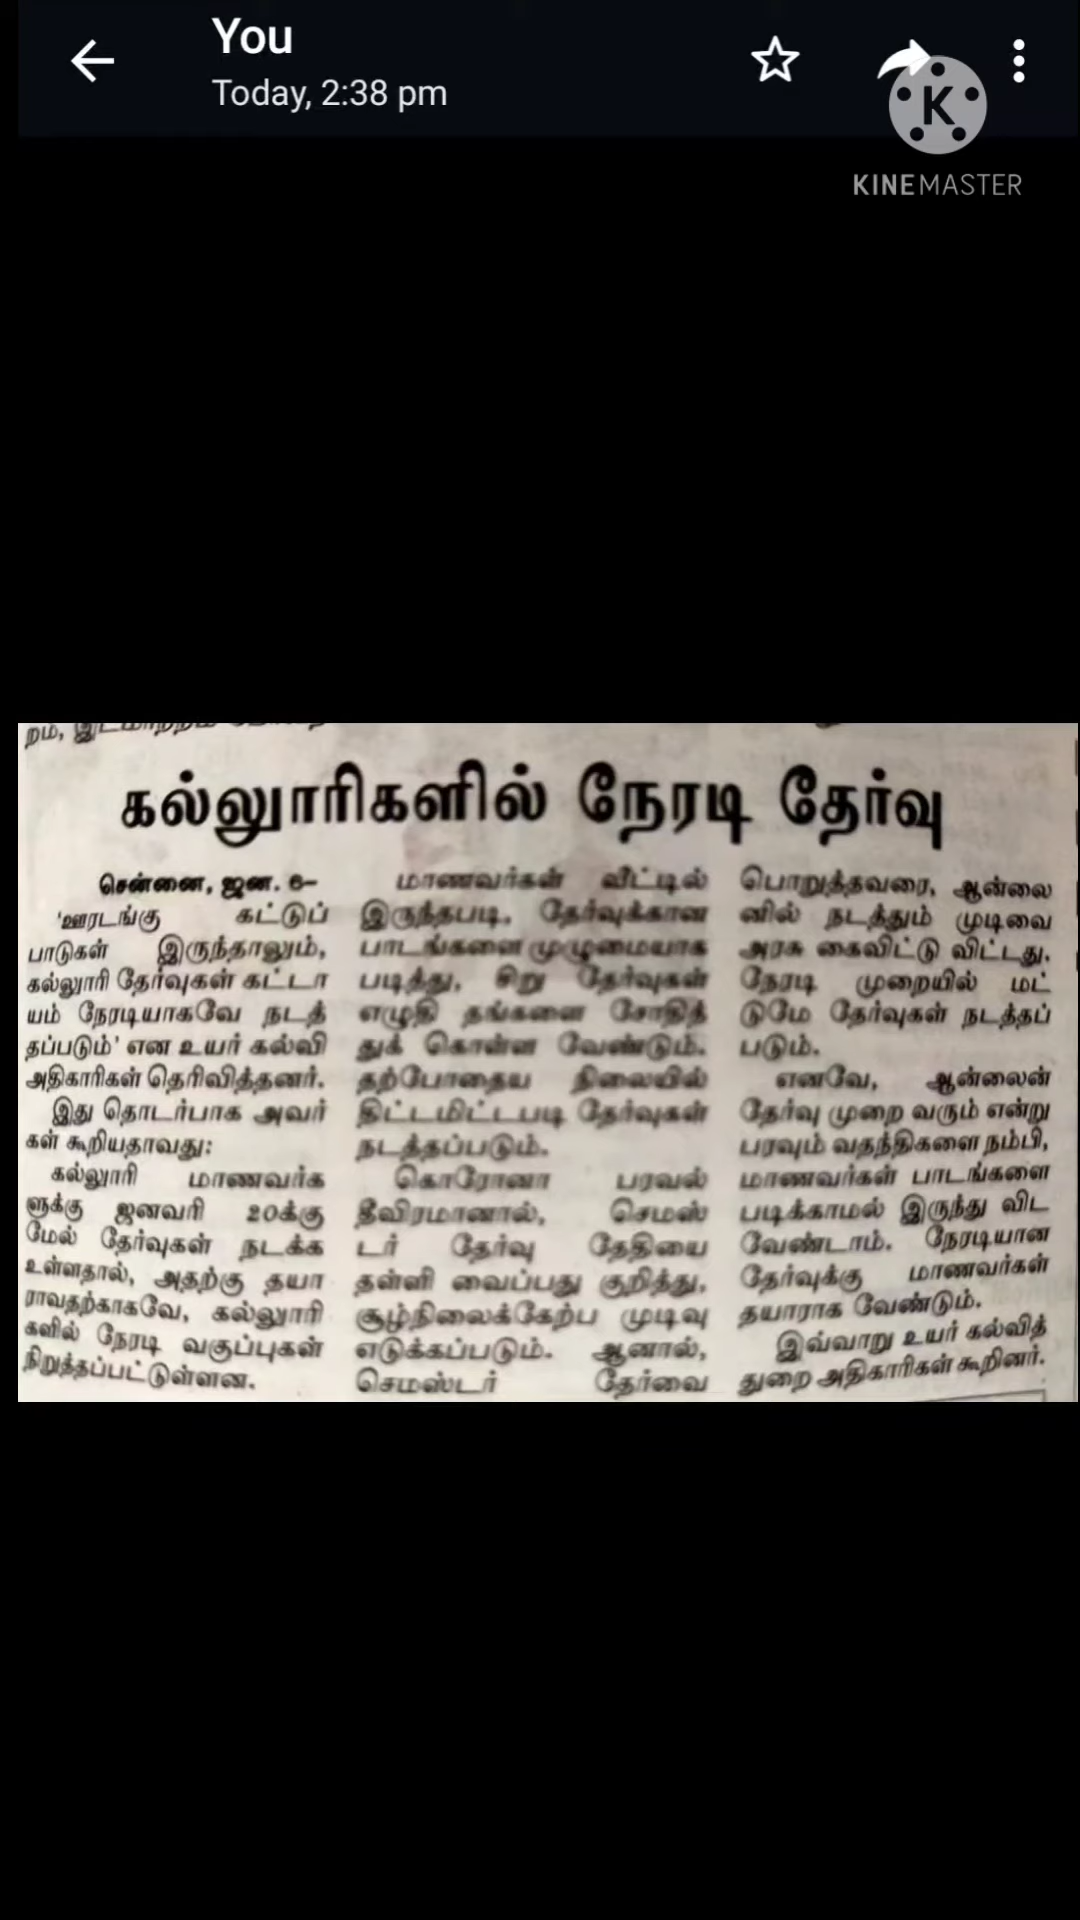 You
Today, 2:38 pm
K
KINEMASTER
கல்லூரிகளில் நேரடி தேர்வு
சென்னை, ஜன. 6–
'ஊரடங்கு கட்டுப்
பாடுகள் இருந்தாலும்,
கல்லூரி தேர்வுகள் கட்டா
யம் நேரடியாகவே நடத்
தப்படும்' என உயர் கல்வி
அதிகாரிகள் தெரிவித்தனர்.
இது தொடர்பாக அவர்
கள் கூறியதாவது:
கல்லூரி மாணவர்க
ளுக்கு ஜனவரி 20க்கு
மேல் தேர்வுகள் நடக்க
உள்ளதால், அதற்கு தயா
ராவதற்காகவே, கல்லூரி
களில் நேரடி வகுப்புகள்
நிறுத்தப்பட்டுள்ளன.
மாணவர்கள் வீட்டில்
இருந்தபடி, தேர்வுக்கான
பாடங்களை முழுமையாக
படித்து, சிறு தேர்வுகள்
எழுதி தங்களை சோதித்
துக் கொள்ள வேண்டும்.
தற்போதைய நிலையில்
திட்டமிட்டபடி தேர்வுகள்
நடத்தப்படும்.
கொரோனா பரவல்
தீவிரமானால், செமஸ்
டர் தேர்வு தேதியை
தள்ளி வைப்பது குறித்து,
சூழ்நிலைக்கேற்ப முடிவு
எடுக்கப்படும். ஆனால்,
செமஸ்டர் தேர்வை
பொறுத்தவரை, ஆன்லை
னில் நடத்தும் முடிவை
அரசு கைவிட்டு விட்டது.
நேரடி முறையில் மட்
டுமே தேர்வுகள் நடத்தப்
படும்.
எனவே, ஆன்லைன்
தேர்வு முறை வரும் என்று
பரவும் வதந்திகளை நம்பி,
மாணவர்கள் பாடங்களை
படிக்காமல் இருந்து விட
வேண்டாம். நேரடியான
தேர்வுக்கு மாணவர்கள்
தயாராக வேண்டும்.
இவ்வாறு உயர் கல்வித்
துறை அதிகாரிகள் கூறினர்.